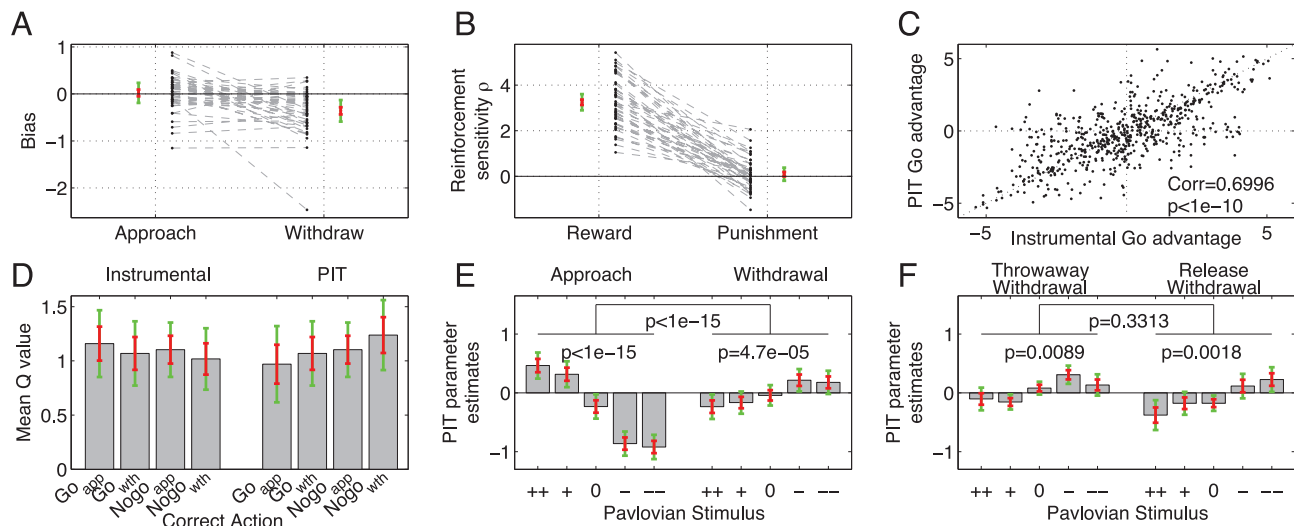 A
Bias
1
0
−1
−2
Approach
Withdraw
B
Reinforcement
sensitivity ρ
4
2
0
Reward
Punishment
C
PIT Go advantage
5
0
−5
Corr=0.6996
p<1e−10
−5
5
Instrumental Go advantage
D
Instrumental
PIT
Mean Q value
1.5
1
0.5
0
Go app
Go wth
Nogo app
Nogo wth
Go app
Go wth
Nogo app
Nogo wth
Correct Action
E
Approach
Withdrawal
PIT parameter
estimates
1
0
−1
p<1e−15
p<1e−15
p=4.7e−05
++ + 0 − −− ++ + 0 − −−
Pavlovian Stimulus
F
Throwaway
Withdrawal
Release
Withdrawal
PIT parameter
estimates
1
0
−1
p=0.3313
p=0.0089
p=0.0018
++ + 0 − −− ++ + 0 − −−
Pavlovian Stimulus